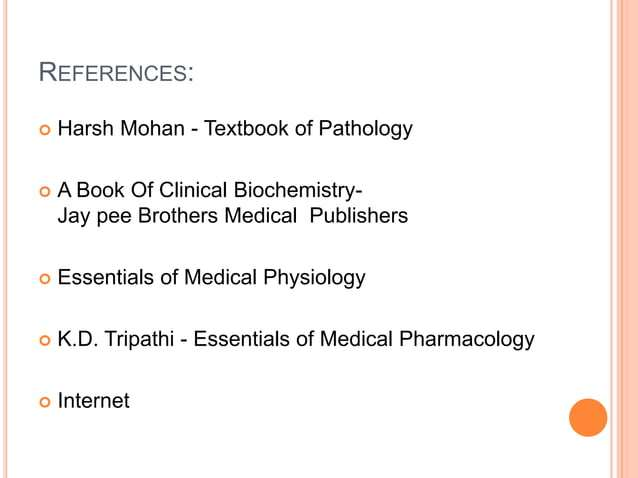 REFERENCES:
Harsh Mohan - Textbook of Pathology
A Book Of Clinical Biochemistry-
Jay pee Brothers Medical Publishers
Essentials of Medical Physiology
K.D. Tripathi - Essentials of Medical Pharmacology
Internet